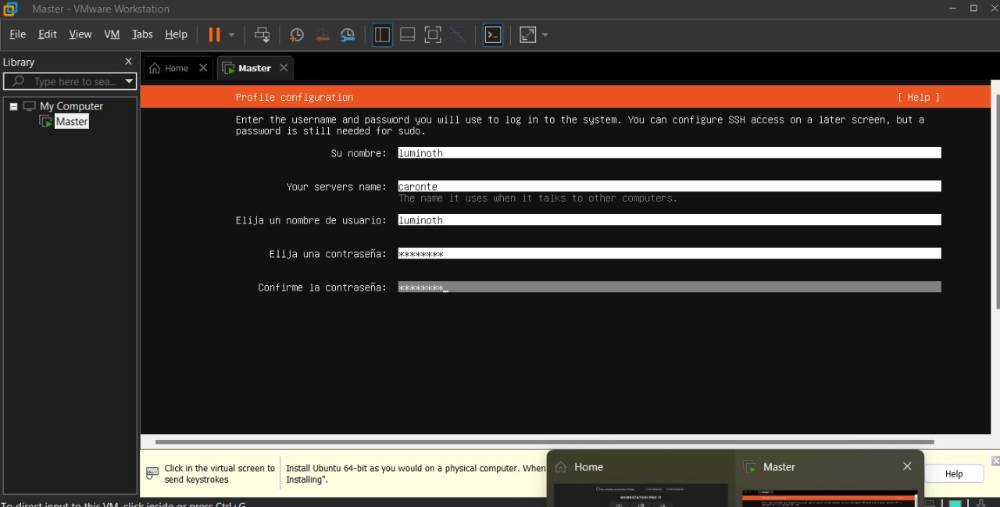 Master - VMware Workstation
File Edit View VM Tabs Help
Library
Home
Master
Type here to sea...
My Computer
Master
Profile configuration [ Help ]
Enter the username and password you will use to log in to the system. You can configure SSH access on a later screen, but a
password is still needed for sudo.
Su nombre: luminoth
Your servers name: caronte
The name it uses when it talks to other computers.
Elija un nombre de usuario: luminoth
Elija una contraseña: ********
Confirme la contraseña: ********_
Click in the virtual screen to
send keystrokes
Install Ubuntu 64-bit as you would on a physical computer. When
Installing".
Help
Home
Master
WORKSTATION PRO 17
To direct input to this VM, click inside or press Ctrl+G.